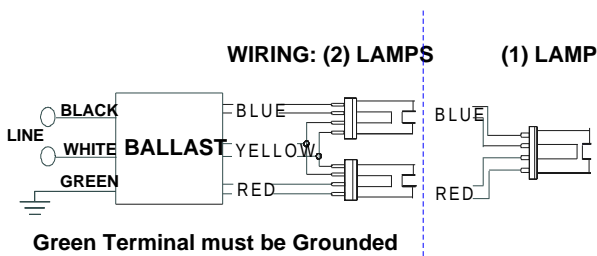 WIRING: (2) LAMPS
(1) LAMP
BLACK
BLUE
BLUE
LINE
WHITE
BALLAST
YELLOW
GREEN
RED
RED
Green Terminal must be Grounded